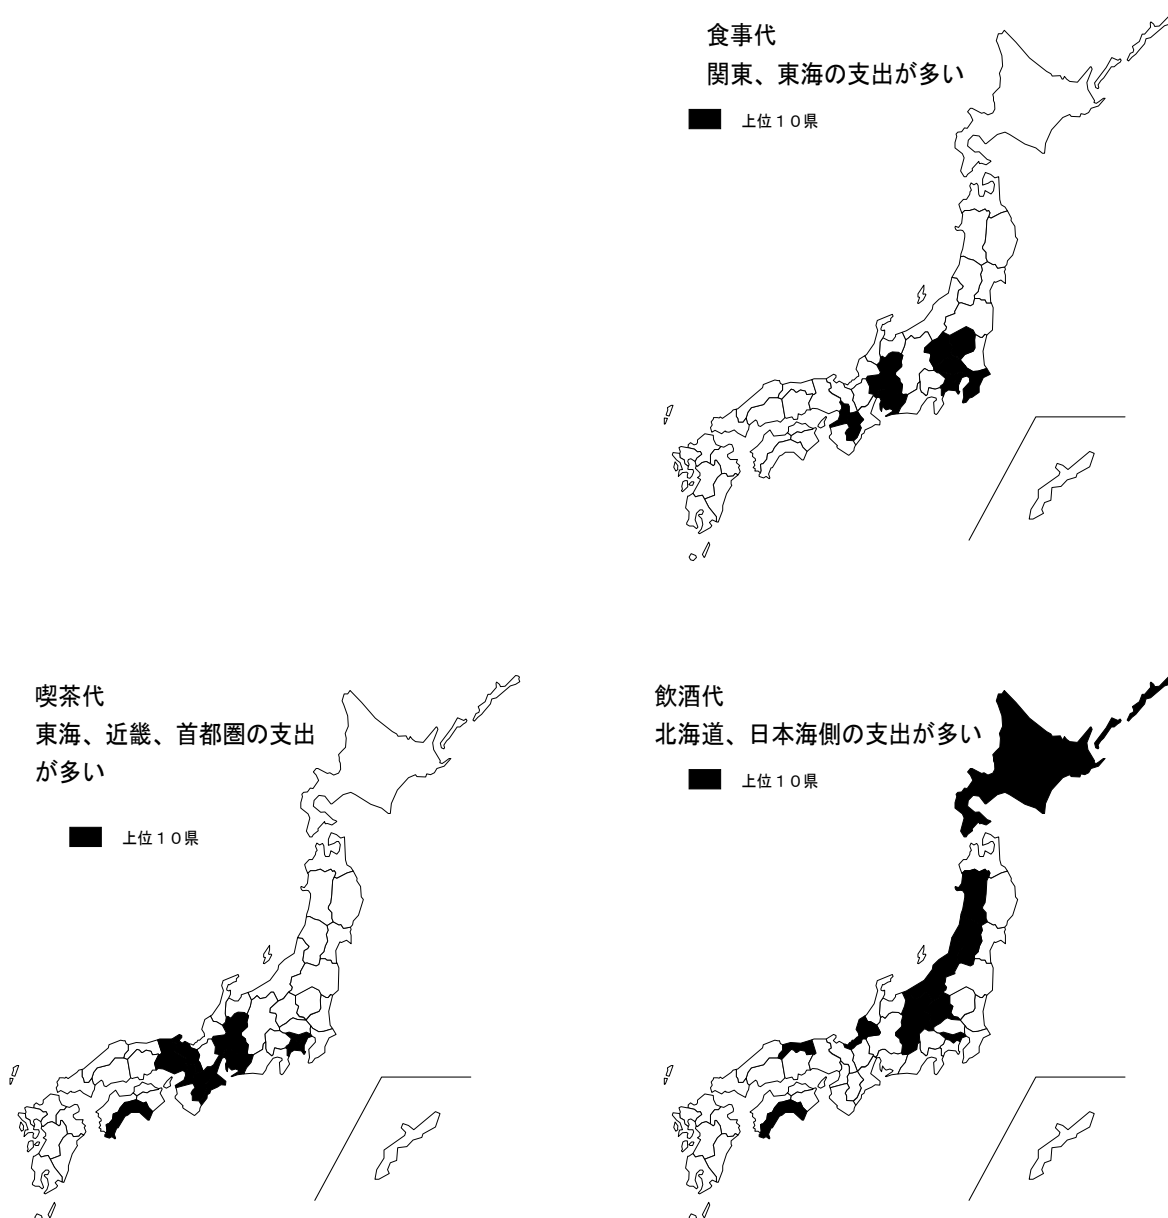 食事代
関東、東海の支出が多い
上位１０県
喫茶代
東海、近畿、首都圏の支出
が多い
上位１０県
飲酒代
北海道、日本海側の支出が多い
上位１０県